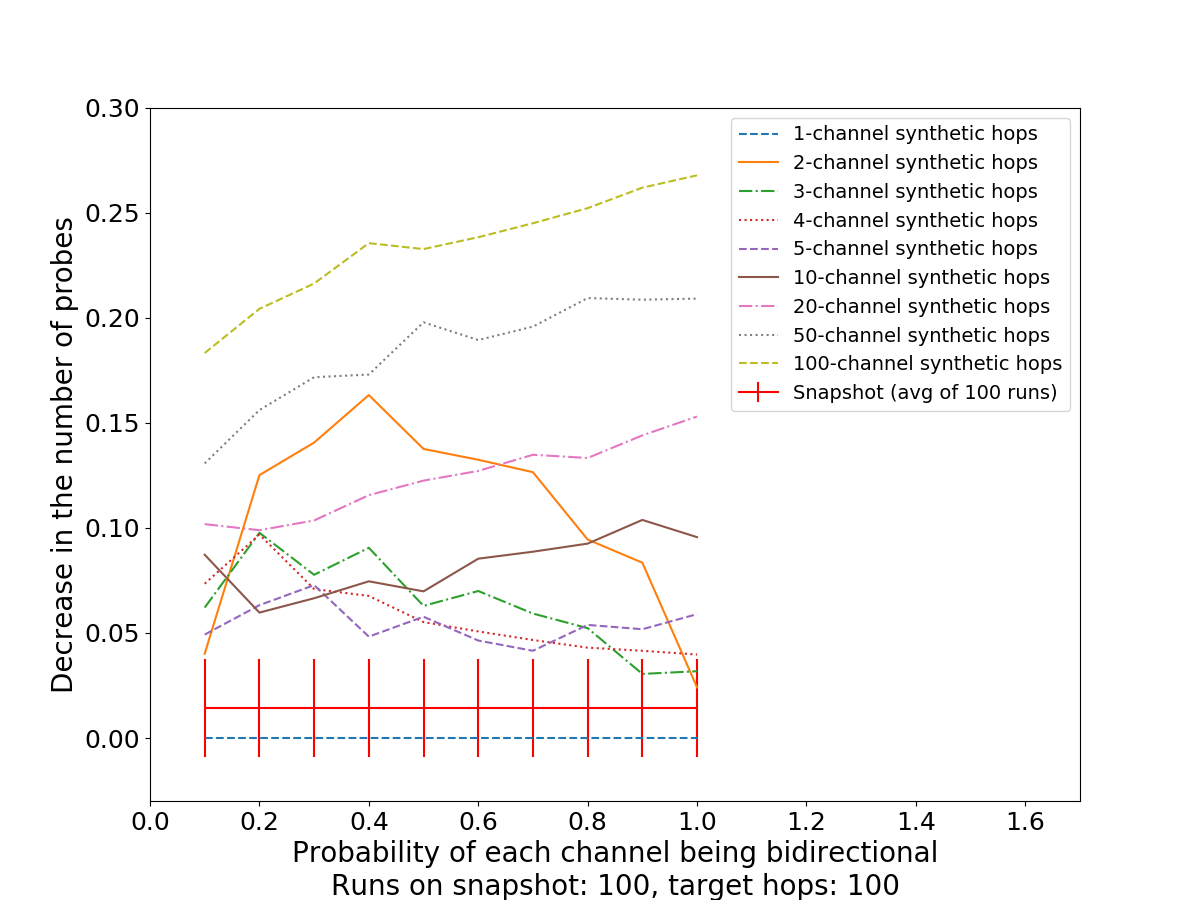 0.30
0.25
0.20
0.15
0.10
0.05
0.00
Decrease in the number of probes
1-channel synthetic hops
2-channel synthetic hops
3-channel synthetic hops
4-channel synthetic hops
5-channel synthetic hops
10-channel synthetic hops
20-channel synthetic hops
50-channel synthetic hops
100-channel synthetic hops
Snapshot (avg of 100 runs)
0.0 0.2 0.4 0.6 0.8 1.0 1.2 1.4 1.6
Probability of each channel being bidirectional
Runs on snapshot: 100, target hops: 100